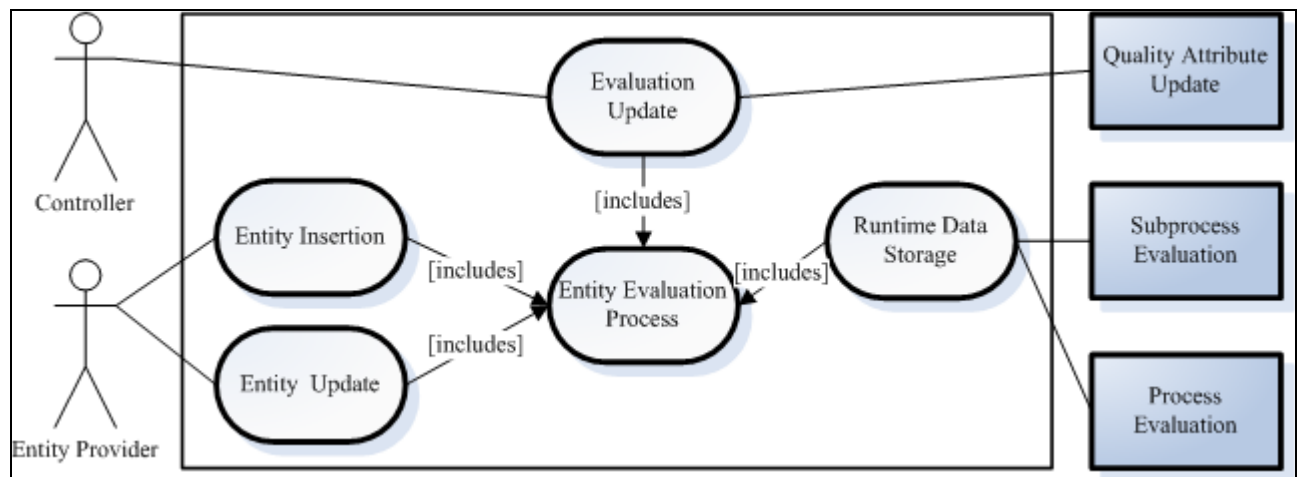 Controller
Entity Provider
Evaluation
Update
[includes]
Entity Insertion
[includes]
Entity Update
[includes]
Entity Evaluation
Process
Runtime Data
Storage
[includes]
Quality Attribute
Update
Subprocess
Evaluation
Process
Evaluation